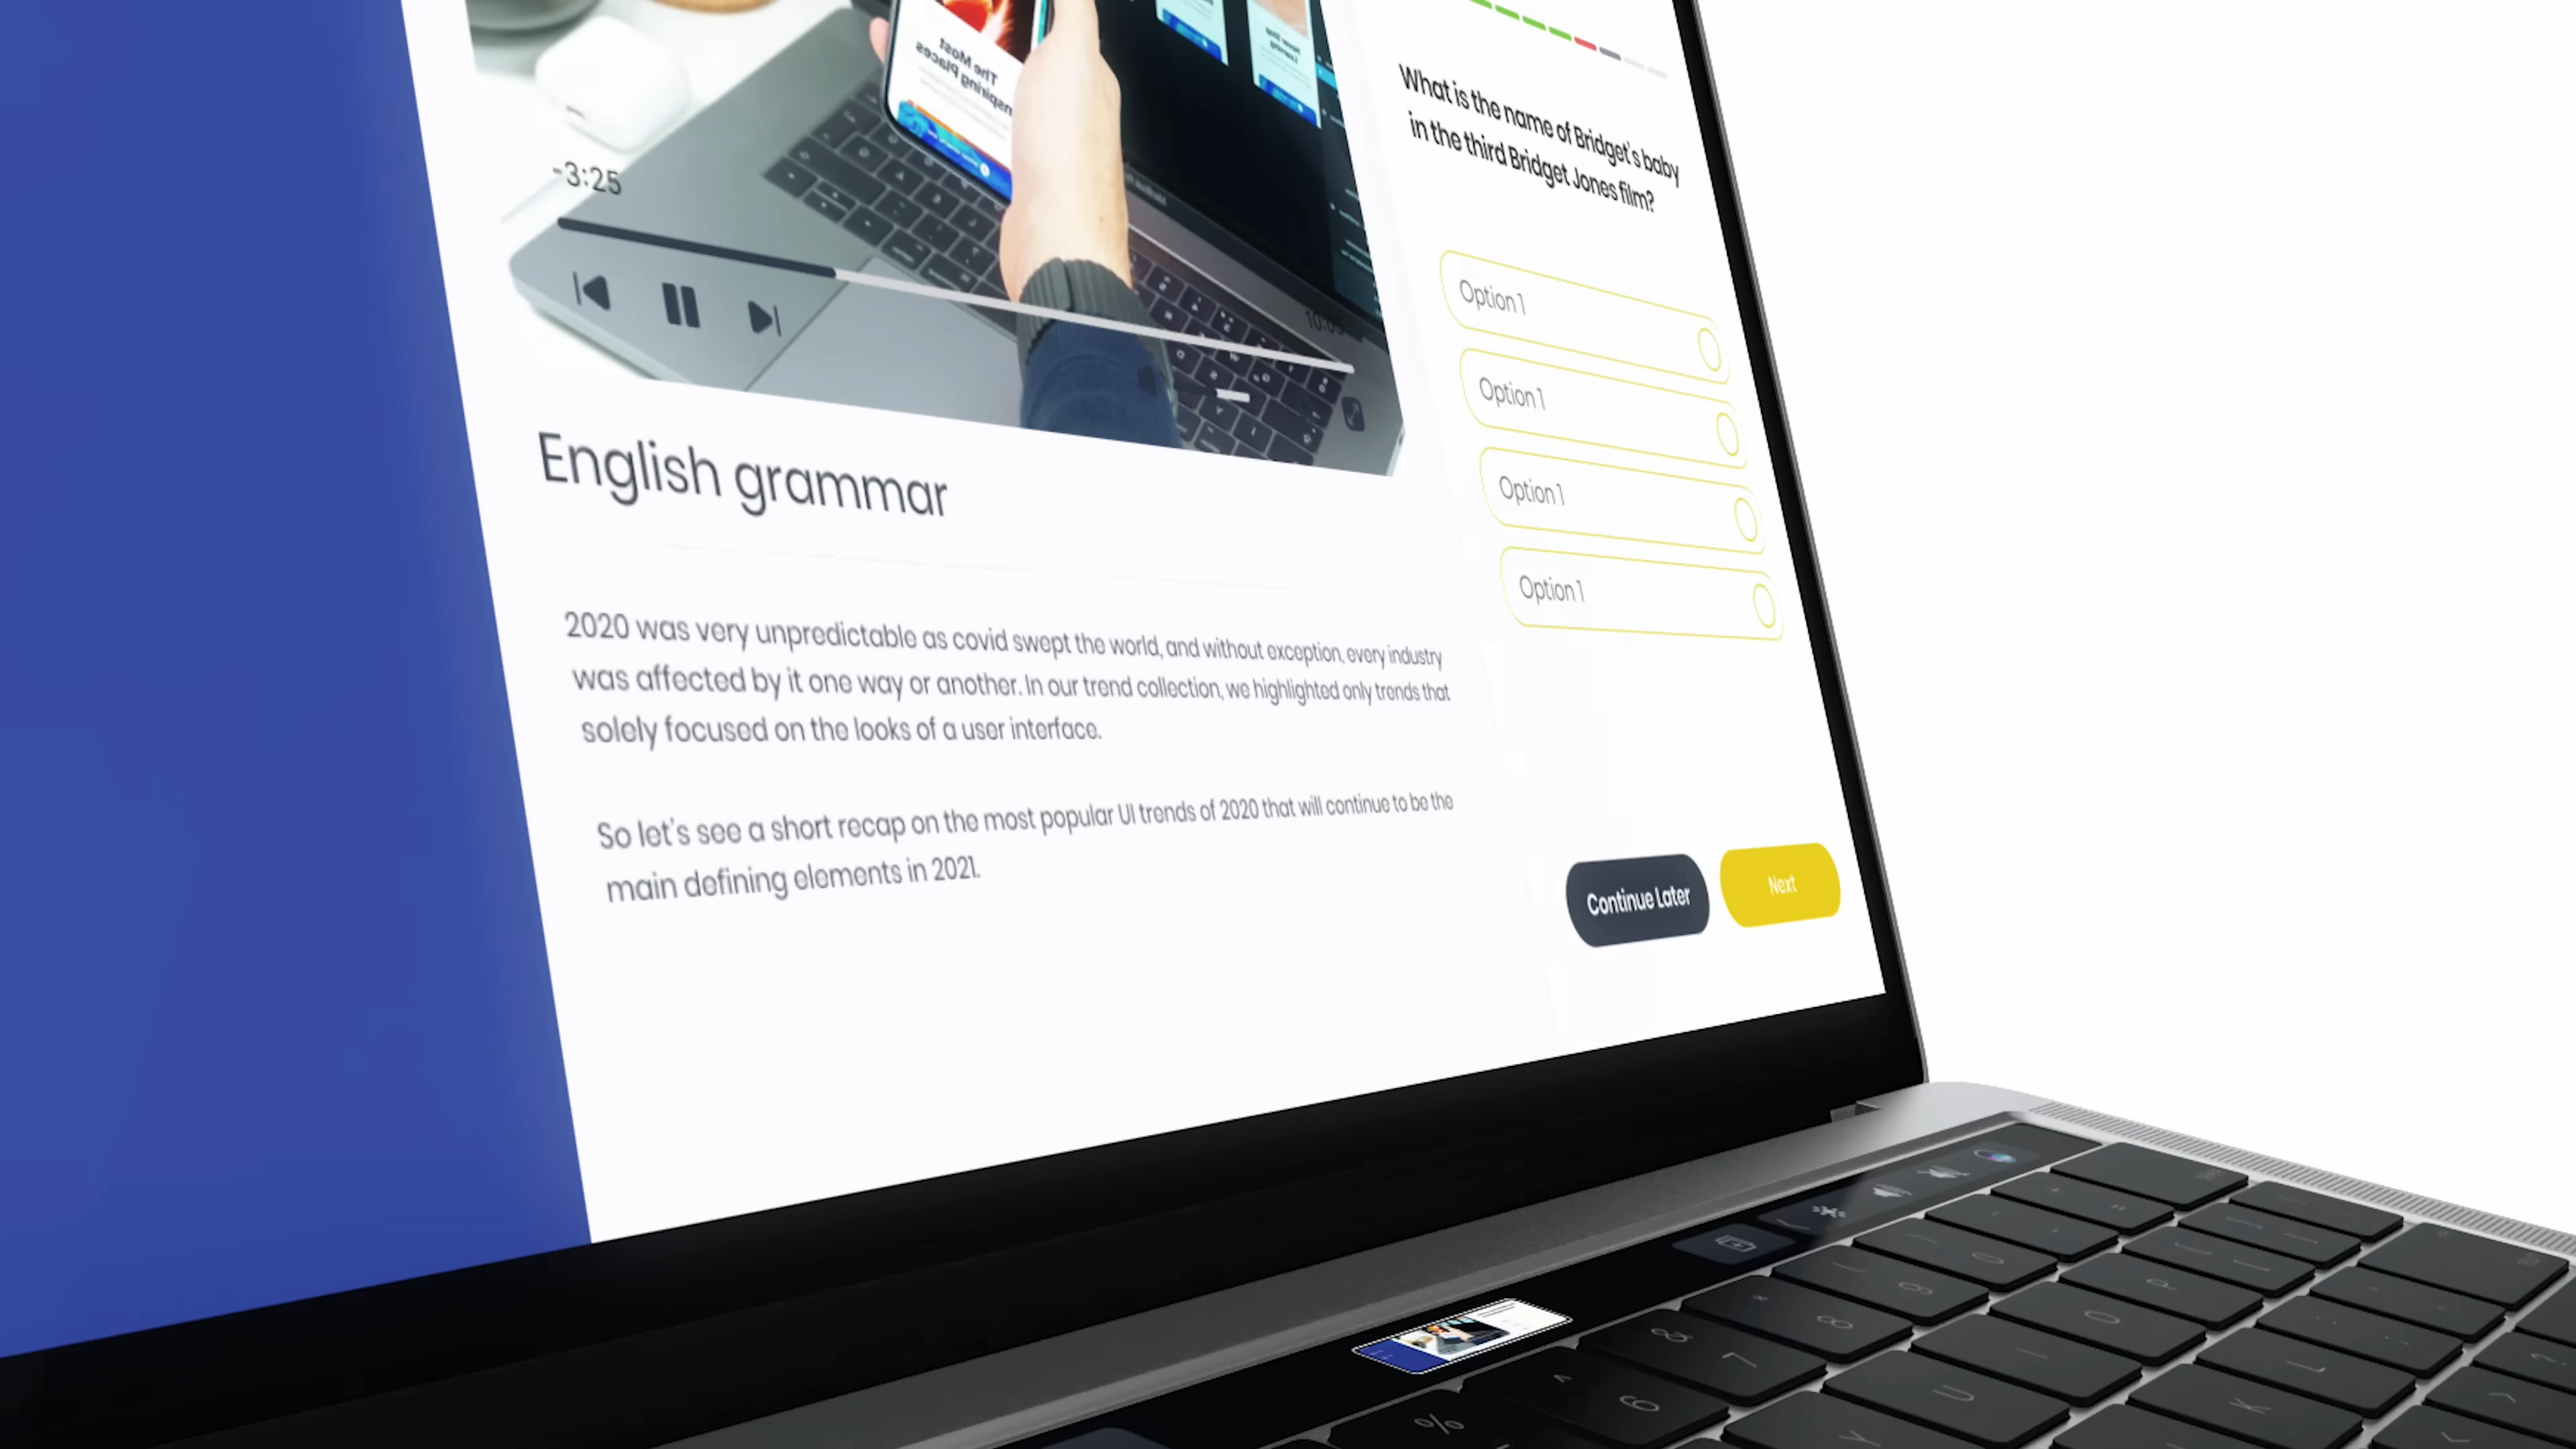 The Most
-3:25
English grammar
2020 was very unpredictable as covid swept the world, and without exception, every industry
was affected by it one way or another. In our trend collection, we highlighted only trends that
solely focused on the looks of a user interface.
So let's see a short recap on the most popular UI trends of 2020 that will continue to be the
main defining elements in 2021.
What is the name of Bridget's baby
in the third Bridget Jones film?
Option 1
Option 1
Option 1
Option 1
Continue Later
Next